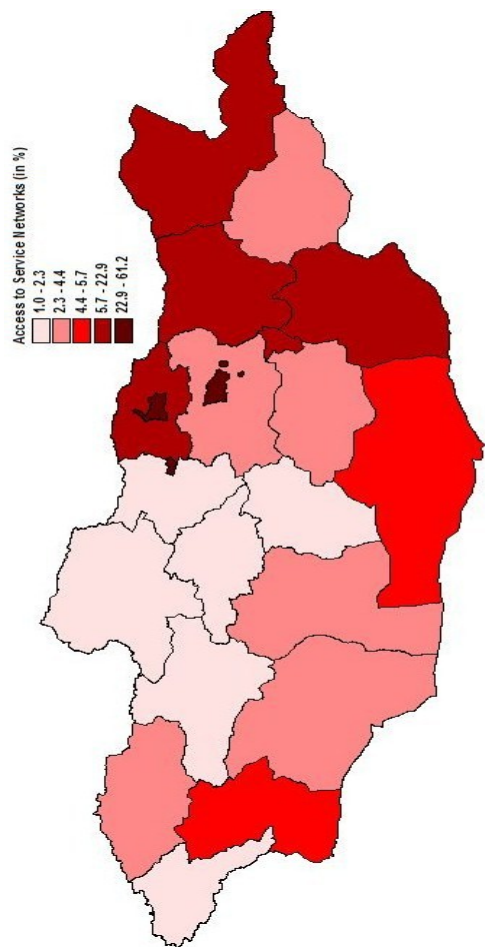 Access to Service Networks (in %)
1.0 - 2.3
2.3 - 4.4
4.4 - 5.7
5.7 - 22.9
22.9 - 61.2